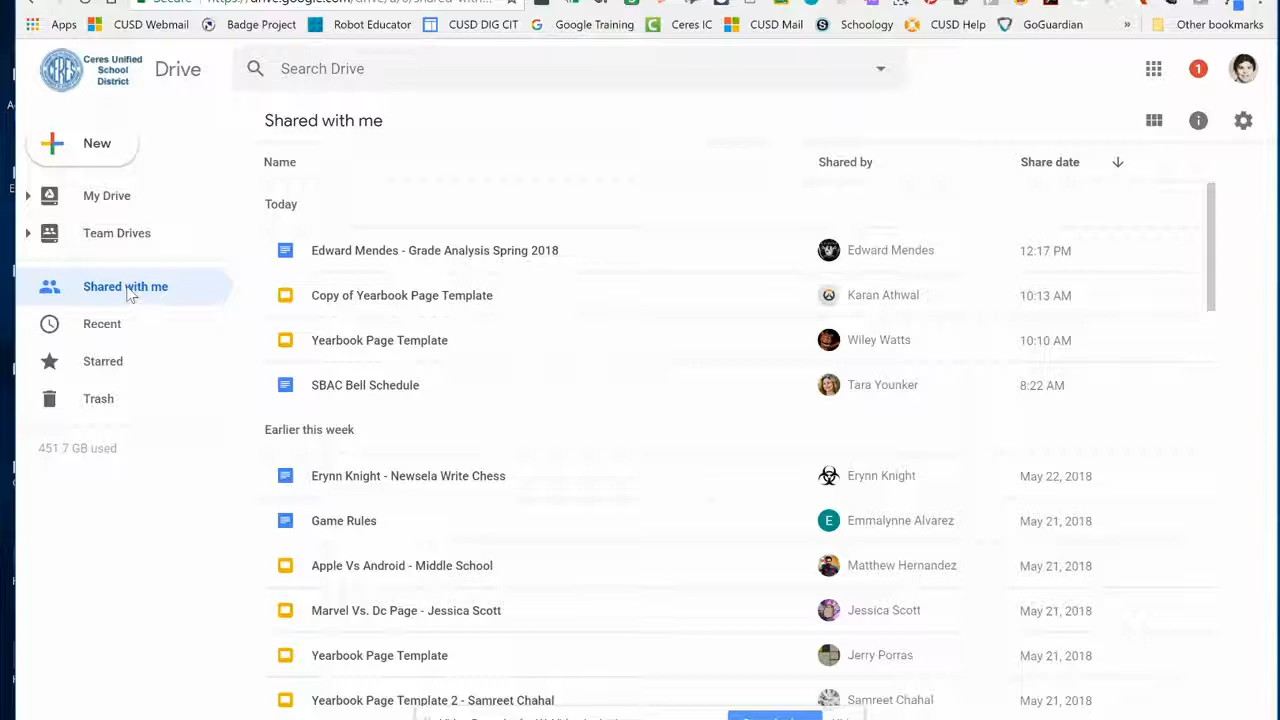 Apps CUSD Webmail Badge Project Robot Educator CUSD DIG CIT Google Training Ceres IC CUSD Mail Schoology CUSD Help GoGuardian » Other bookmarks
Ceres Unified School District
Drive
Search Drive
1
Shared with me
New
Name Shared by Share date
My Drive
Today
Team Drives
Edward Mendes - Grade Analysis Spring 2018 Edward Mendes 12:17 PM
Shared with me
Copy of Yearbook Page Template Karan Athwal 10:13 AM
Recent
Yearbook Page Template Wiley Watts 10:10 AM
Starred
SBAC Bell Schedule Tara Younker 8:22 AM
Trash
Earlier this week
451.7 GB used
Erynn Knight - Newsela Write Chess Erynn Knight May 22, 2018
Game Rules E Emmalynne Alvarez May 21, 2018
Apple Vs Android - Middle School Matthew Hernandez May 21, 2018
Marvel Vs. Dc Page - Jessica Scott Jessica Scott May 21, 2018
Yearbook Page Template Jerry Porras May 21, 2018
Yearbook Page Template 2 - Samreet Chahal Samreet Chahal May 21, 2018